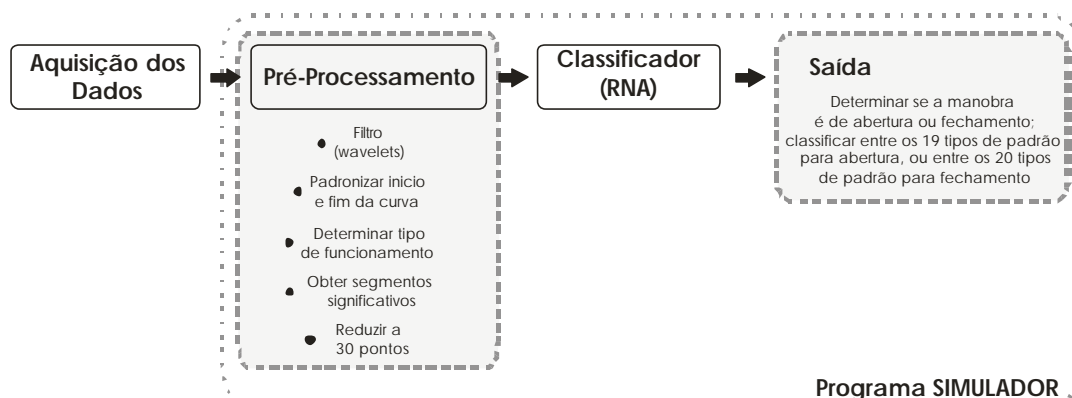 Aquisição dos
Dados
Pré-Processamento
Filtro
(wavelets)
Padronizar inicio
e fim da curva
Determinar tipo
de funcionamento
Obter segmentos
significativos
Reduzir a
30 pontos
Classificador
(RNA)
Saída
Determinar se a manobra
é de abertura ou fechamento;
classificar entre os 19 tipos de padrão
para abertura, ou entre os 20 tipos
de padrão para fechamento
Programa SIMULADOR